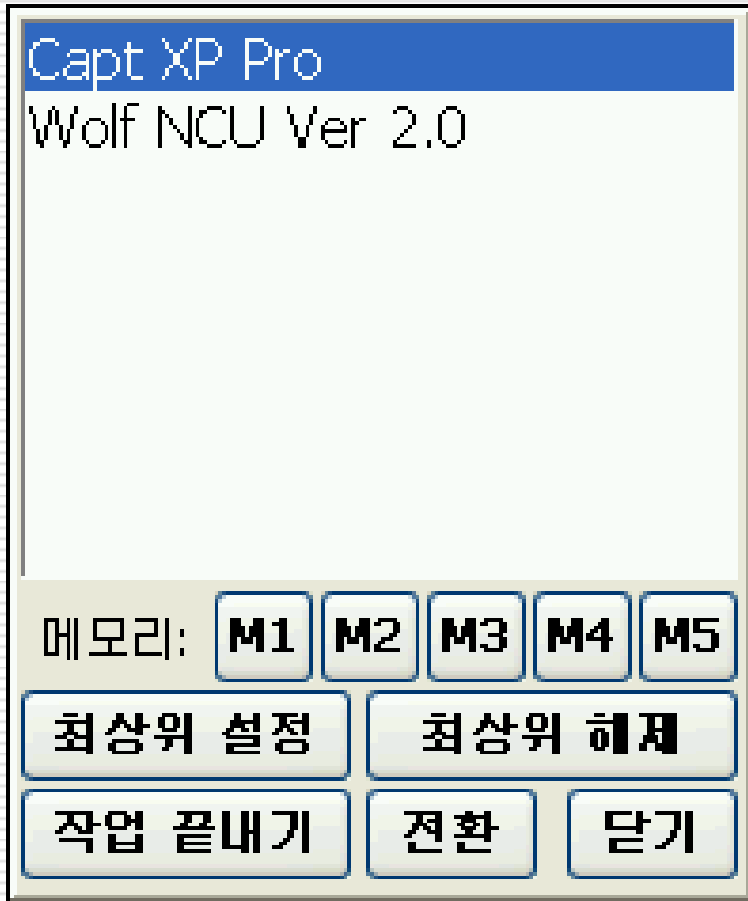 Capt XP Pro
Wolf NCU Ver 2.0
메모리: M1 M2 M3 M4 M5
최상위 설정 최상위 해제
작업 끝내기 전환 닫기